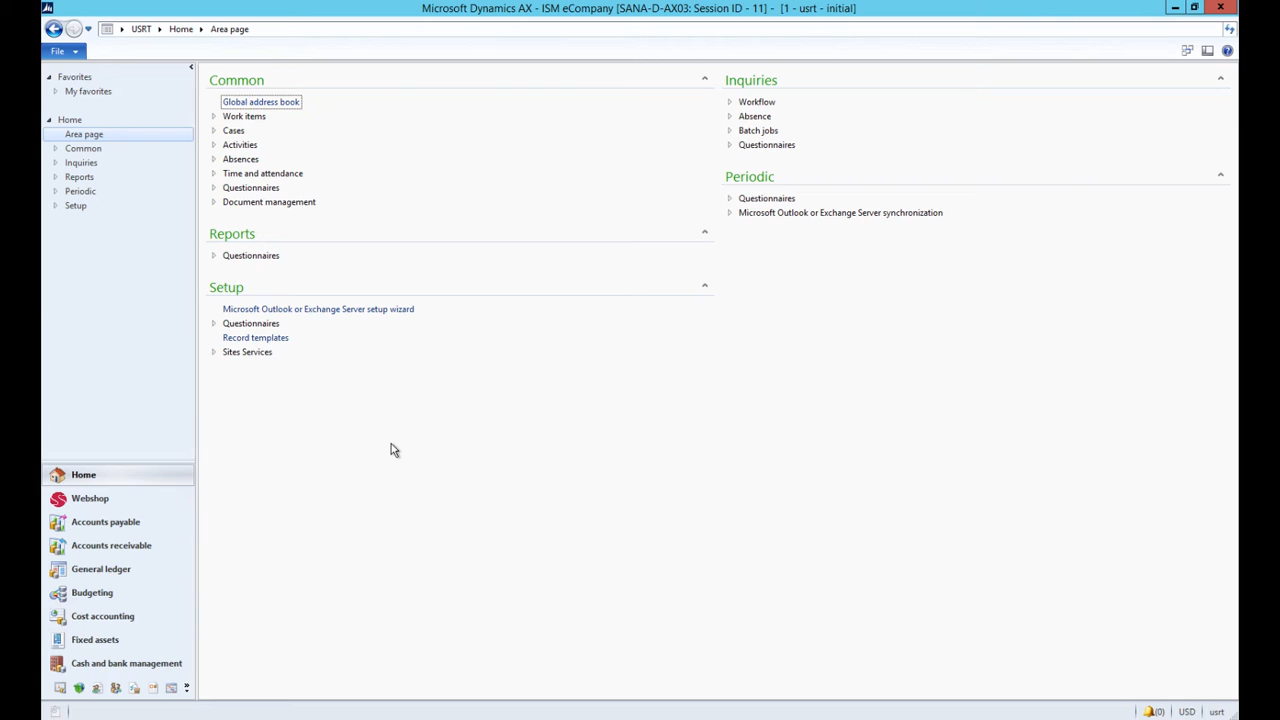 Microsoft Dynamics AX - ISM eCompany [SANA-D-AX03: Session ID - 11] - [1 - usrt - initial]
USRT Home Area page
File
Favorites
My favorites
Home
Area page
Common
Inquiries
Reports
Periodic
Setup
Home
Webshop
Accounts payable
Accounts receivable
General ledger
Budgeting
Cost accounting
Fixed assets
Cash and bank management
Common
Global address book
Work items
Cases
Activities
Absences
Time and attendance
Questionnaires
Document management
Reports
Questionnaires
Setup
Microsoft Outlook or Exchange Server setup wizard
Questionnaires
Record templates
Sites Services
Inquiries
Workflow
Absence
Batch jobs
Questionnaires
Periodic
Questionnaires
Microsoft Outlook or Exchange Server synchronization
(0) USD usrt